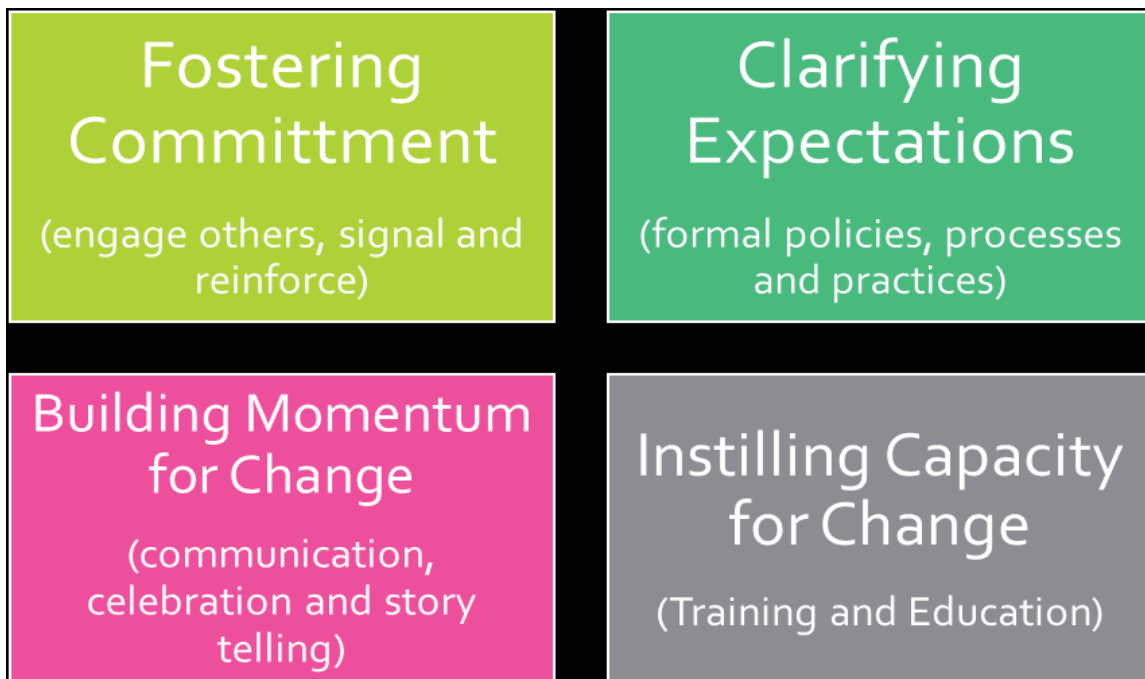 Fostering
Committment
(engage others, signal and
reinforce)
Clarifying
Expectations
(formal policies, processes
and practices)
Building Momentum
for Change
(communication,
celebration and story
telling)
Instilling Capacity
for Change
(Training and Education)